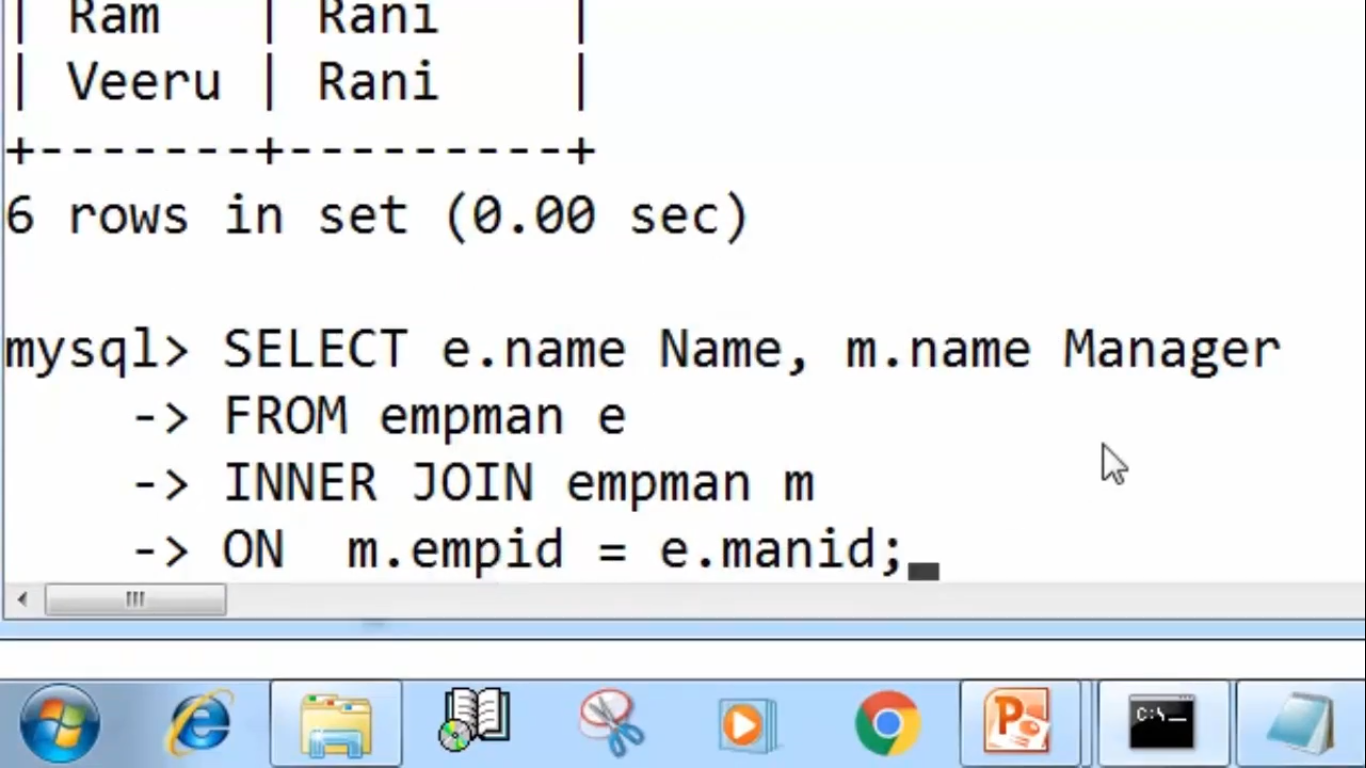 | Ram   | Rani    |
| Veeru | Rani    |
+-------+---------+
6 rows in set (0.00 sec)
mysql> SELECT e.name Name, m.name Manager
    -> FROM empman e
    -> INNER JOIN empman m
    -> ON  m.empid = e.manid;
C:\_